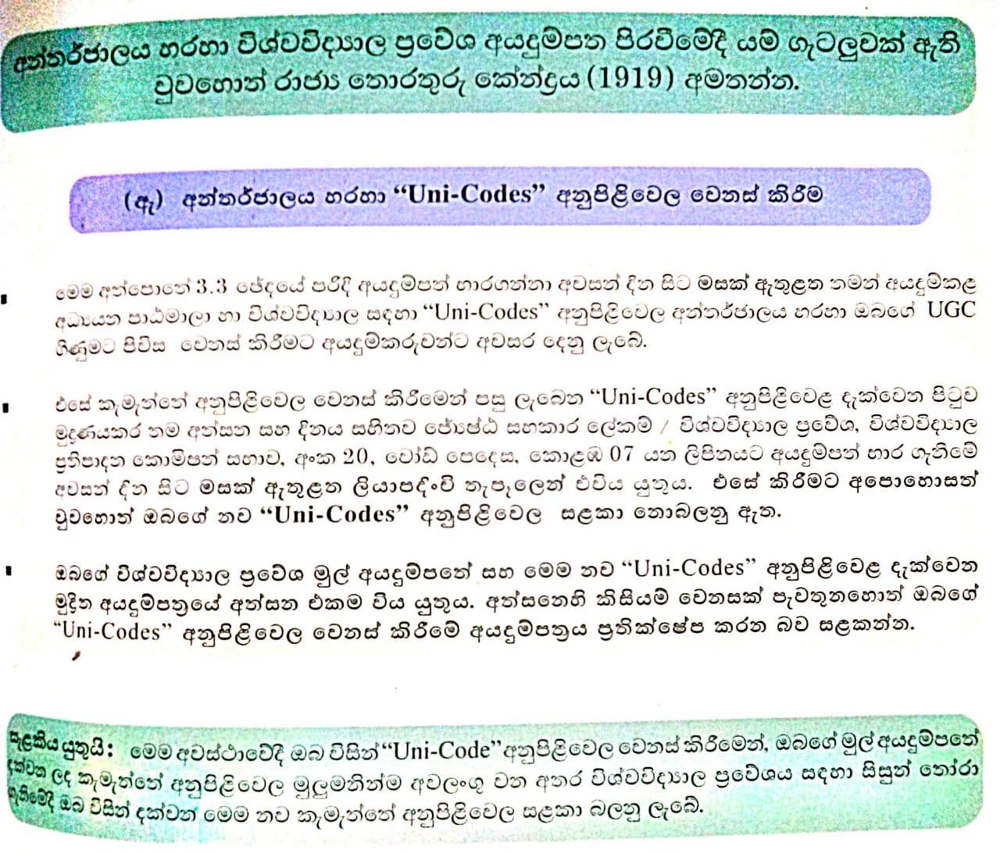 අන්තර්ජාලය හරහා විශ්වවිද්‍යාල ප්‍රවේශ අයදුම්පත පිරවීමේදී යම් ගැටලුවක් ඇති
වුවහොත් රාජ්‍ය තොරතුරු කේන්ද්‍රය (1919) අමතන්න.
(ඈ) අන්තර්ජාලය හරහා “Uni-Codes” අනුපිළිවෙල වෙනස් කිරීම
මෙම අත්පොතේ 3.3 ඡේදයේ පරිදි අයදුම්පත් භාරගන්නා අවසන් දින සිට මසක් ඇතුළත තමන් අයදුම්කළ
අධ්‍යයන පාඨමාලා හා විශ්වවිද්‍යාල සඳහා “Uni-Codes” අනුපිළිවෙල අන්තර්ජාලය හරහා ඔබගේ UGC
ගිණුමට පිවිස වෙනස් කිරීමට අයදුම්කරුවන්ට අවසර දෙනු ලැබේ.
එසේ කැමැත්තේ අනුපිළිවෙල වෙනස් කිරීමෙන් පසු ලැබෙන “Uni-Codes” අනුපිළිවෙළ දැක්වෙන පිටුව
මුද්‍රණයකර තම අත්සන සහ දිනය සහිතව ජ්‍යෙෂ්ඨ සහකාර ලේකම් / විශ්වවිද්‍යාල ප්‍රවේශ, විශ්වවිද්‍යාල
ප්‍රතිපාදන කොමිෂන් සභාව, අංක 20, වෝඩ් පෙදෙස, කොළඹ 07 යන ලිපිනයට අයදුම්පත් භාර ගැනීමේ
අවසන් දින සිට මසක් ඇතුළත ලියාපදිංචි තැපෑලෙන් එවිය යුතුය. එසේ කිරීමට අපොහොසත්
වුවහොත් ඔබගේ නව “Uni-Codes” අනුපිළිවෙල සළකා නොබලනු ඇත.
ඔබගේ විශ්වවිද්‍යාල ප්‍රවේශ මුල් අයදුම්පතේ සහ මෙම නව “Uni-Codes” අනුපිළිවෙළ දැක්වෙන
මුද්‍රිත අයදුම්පත්‍රයේ අත්සන එකම විය යුතුය. අත්සනෙහි කිසියම් වෙනසක් පැවතුනහොත් ඔබගේ
“Uni-Codes” අනුපිළිවෙල වෙනස් කිරීමේ අයදුම්පත්‍රය ප්‍රතික්ෂේප කරන බව සළකන්න.
සැළකිය යුතුයි: මෙම අවස්ථාවේදී ඔබ විසින් “Uni-Code” අනුපිළිවෙල වෙනස් කිරීමෙන්, ඔබගේ මුල් අයදුම්පතේ
දක්වන ලද කැමැත්තේ අනුපිළිවෙල මුලුමනින්ම අවලංගු වන අතර විශ්වවිද්‍යාල ප්‍රවේශය සඳහා සිසුන් තෝරා
ගැනීමේදී ඔබ විසින් දක්වන මෙම නව කැමැත්තේ අනුපිළිවෙල සළකා බලනු ලැබේ.